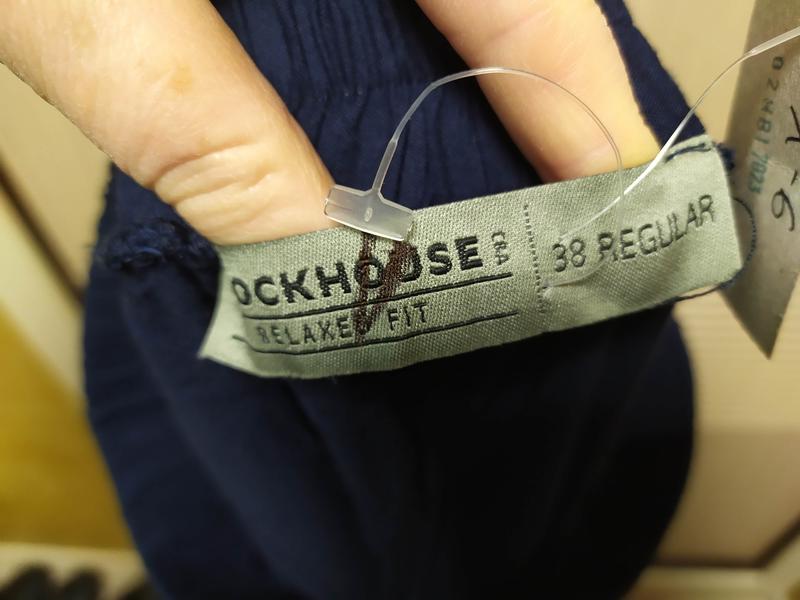 OCKHOUSE C&A
RELAXED FIT
38 REGULAR